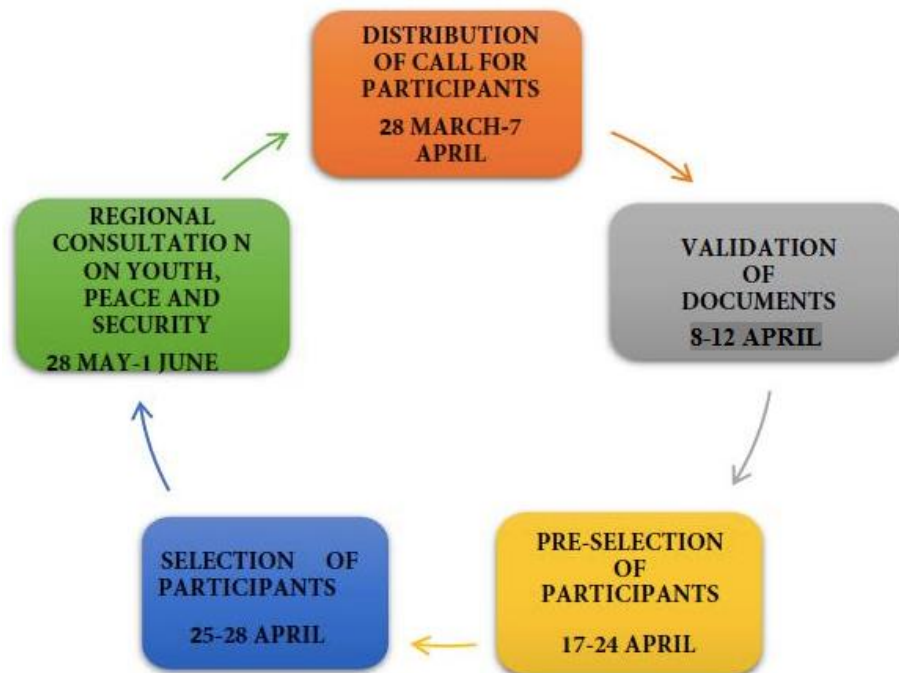 DISTRIBUTION
OF CALL FOR
PARTICIPANTS
28 MARCH-7
APRIL
VALIDATION
OF
DOCUMENTS
8-12 APRIL
PRE-SELECTION
OF
PARTICIPANTS
17-24 APRIL
SELECTION OF
PARTICIPANTS
25-28 APRIL
REGIONAL
CONSULTATIO N
ON YOUTH,
PEACE AND
SECURITY
28 MAY-1 JUNE